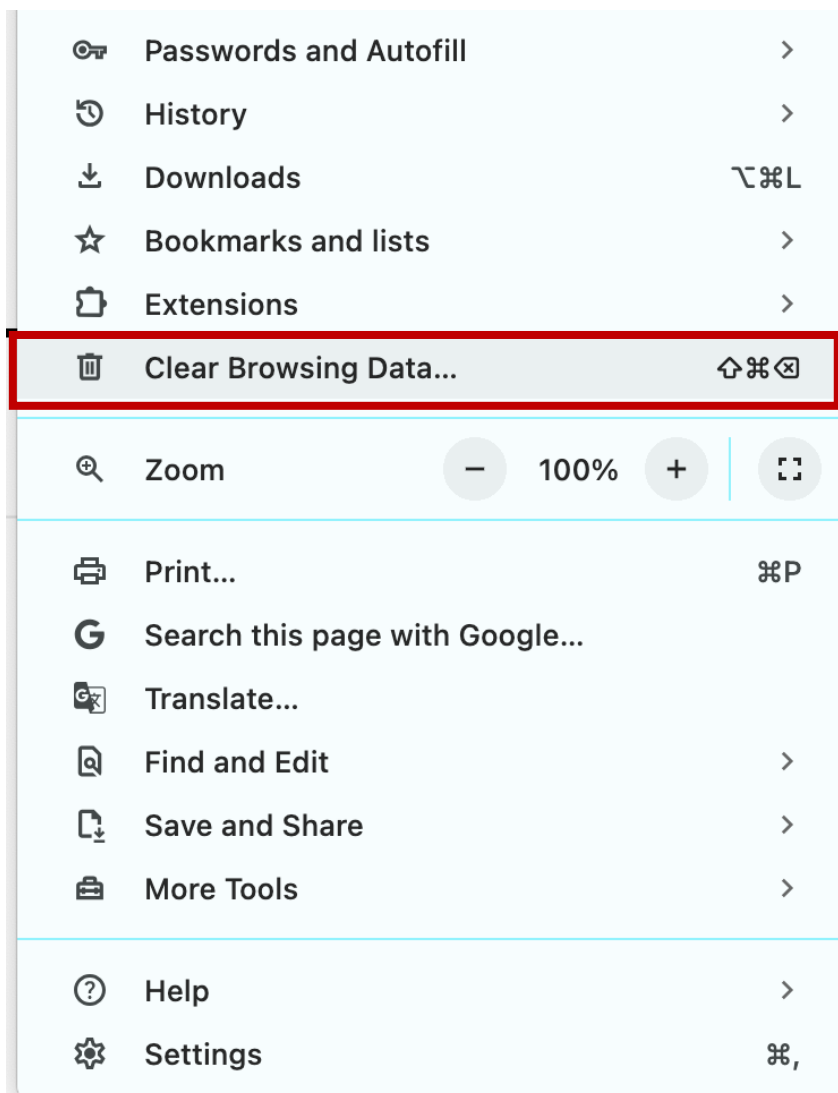 Passwords and Autofill
History
Downloads ⌥⌘L
Bookmarks and lists
Extensions
Clear Browsing Data... ⇧⌘⌫
Zoom − 100% +
Print... ⌘P
Search this page with Google...
Translate...
Find and Edit
Save and Share
More Tools
Help
Settings ⌘,